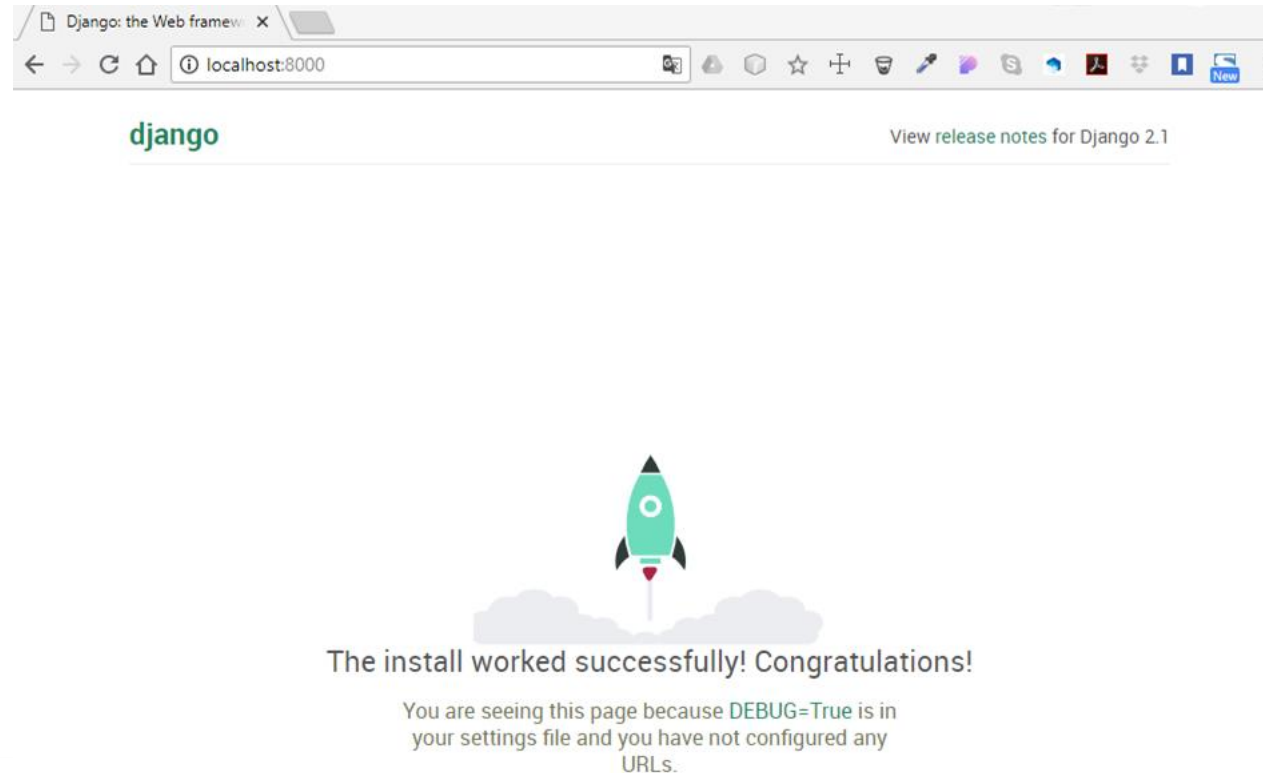 Django: the Web framew
localhost:8000
New
django
View release notes for Django 2.1
The install worked successfully! Congratulations!
You are seeing this page because DEBUG=True is in
your settings file and you have not configured any
URLs.